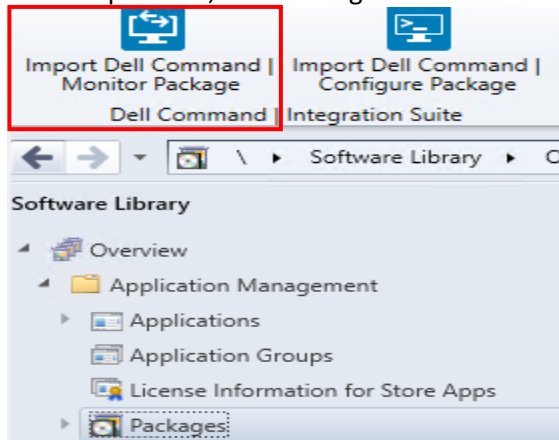 Import Dell Command | Import Dell Command |
Monitor Package Configure Package
Dell Command | Integration Suite
\ Software Library
Software Library
Overview
Application Management
Applications
Application Groups
License Information for Store Apps
Packages